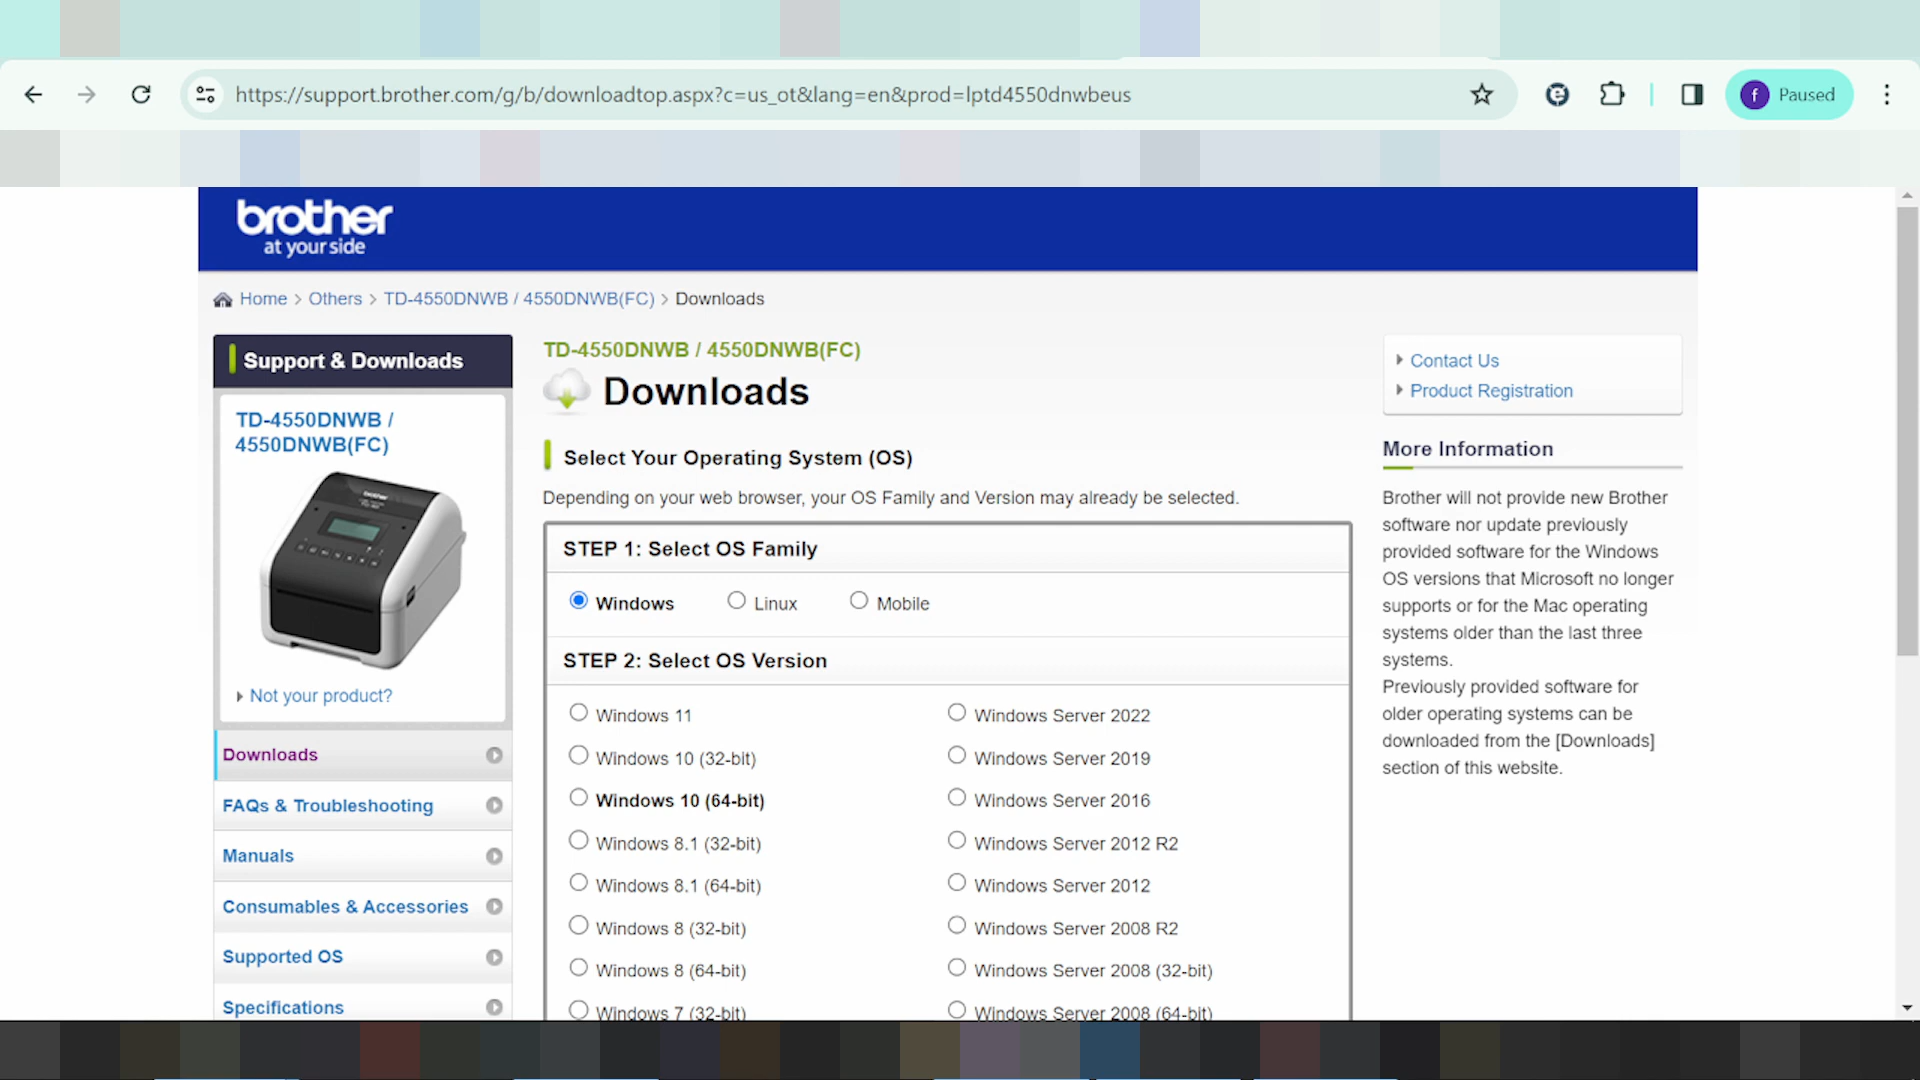 https://support.brother.com/g/b/downloadtop.aspx?c=us_ot&lang=en&prod=lptd4550dnwbeus
f Paused
brother
at your side
Home > Others > TD-4550DNWB / 4550DNWB(FC) > Downloads
Support & Downloads
TD-4550DNWB /
4550DNWB(FC)
brother
Not your product?
Downloads
FAQs & Troubleshooting
Manuals
Consumables & Accessories
Supported OS
Specifications
TD-4550DNWB / 4550DNWB(FC)
Downloads
Select Your Operating System (OS)
Depending on your web browser, your OS Family and Version may already be selected.
STEP 1: Select OS Family
Windows Linux Mobile
STEP 2: Select OS Version
Windows 11 Windows Server 2022
Windows 10 (32-bit) Windows Server 2019
Windows 10 (64-bit) Windows Server 2016
Windows 8.1 (32-bit) Windows Server 2012 R2
Windows 8.1 (64-bit) Windows Server 2012
Windows 8 (32-bit) Windows Server 2008 R2
Windows 8 (64-bit) Windows Server 2008 (32-bit)
Windows 7 (32-bit) Windows Server 2008 (64-bit)
Contact Us
Product Registration
More Information
Brother will not provide new Brother
software nor update previously
provided software for the Windows
OS versions that Microsoft no longer
supports or for the Mac operating
systems older than the last three
systems.
Previously provided software for
older operating systems can be
downloaded from the [Downloads]
section of this website.